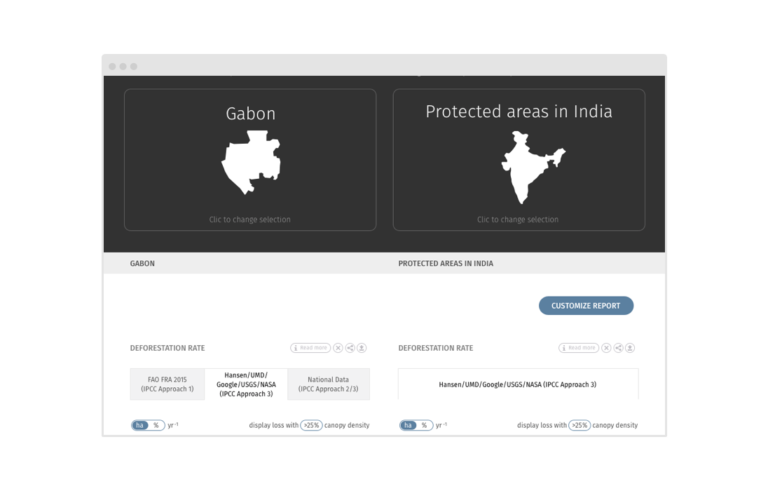 Gabon
Protected areas in India
Clic to change selection
Clic to change selection
GABON
PROTECTED AREAS IN INDIA
CUSTOMIZE REPORT
DEFORESTATION RATE
Read more
DEFORESTATION RATE
Read more
FAO FRA 2015
(IPCC Approach 1)
Hansen/UMD/
Google/USGS/NASA
(IPCC Approach 3)
National Data
(IPCC Approach 2/3)
Hansen/UMD/Google/USGS/NASA (IPCC Approach 3)
ha % yr⁻¹
display loss with >25% canopy density
ha % yr⁻¹
display loss with >25% canopy density